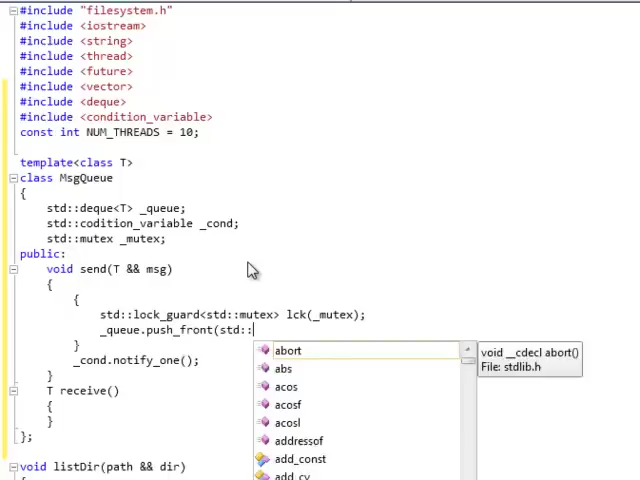 #include "filesystem.h"
#include <iostream>
#include <string>
#include <thread>
#include <future>
#include <vector>
#include <deque>
#include <condition_variable>
const int NUM_THREADS = 10;
template<class T>
class MsgQueue
{
std::deque<T> _queue;
std::codition_variable _cond;
std::mutex _mutex;
public:
void send(T && msg)
{
{
std::lock_guard<std::mutex> lck(_mutex);
_queue.push_front(std::
}
_cond.notify_one();
}
T receive()
{
}
};
void listDir(path && dir)
{
abort
abs
acos
acosf
acosl
addressof
add_const
add_cv
void __cdecl abort()
File: stdlib.h